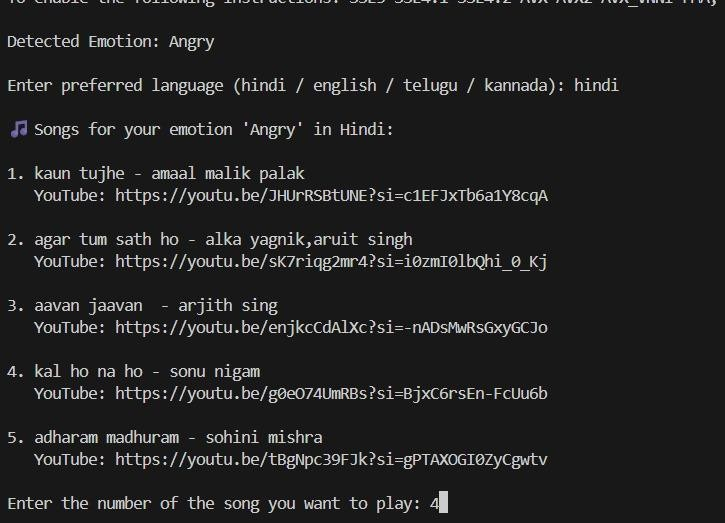 To enable the following instructions: SSE3 SSE4.1 SSE4.2 AVX AVX2 AVX_VNNI FMA,
Detected Emotion: Angry
Enter preferred language (hindi / english / telugu / kannada): hindi
🎵 Songs for your emotion 'Angry' in Hindi:
1. kaun tujhe - amaal malik palak
YouTube: https://youtu.be/JHUrRSBtUNE?si=c1EFJxTb6a1Y8cqA
2. agar tum sath ho - alka yagnik,aruit singh
YouTube: https://youtu.be/sK7riqg2mr4?si=i0zmI0lbQhi_0_Kj
3. aavan jaavan  - arjith sing
YouTube: https://youtu.be/enjkcCdAlXc?si=-nADsMwRsGxyGCJo
4. kal ho na ho - sonu nigam
YouTube: https://youtu.be/g0eO74UmRBs?si=BjxC6rsEn-FcUu6b
5. adharam madhuram - sohini mishra
YouTube: https://youtu.be/tBgNpc39FJk?si=gPTAXOGI0ZyCgwtv
Enter the number of the song you want to play: 4